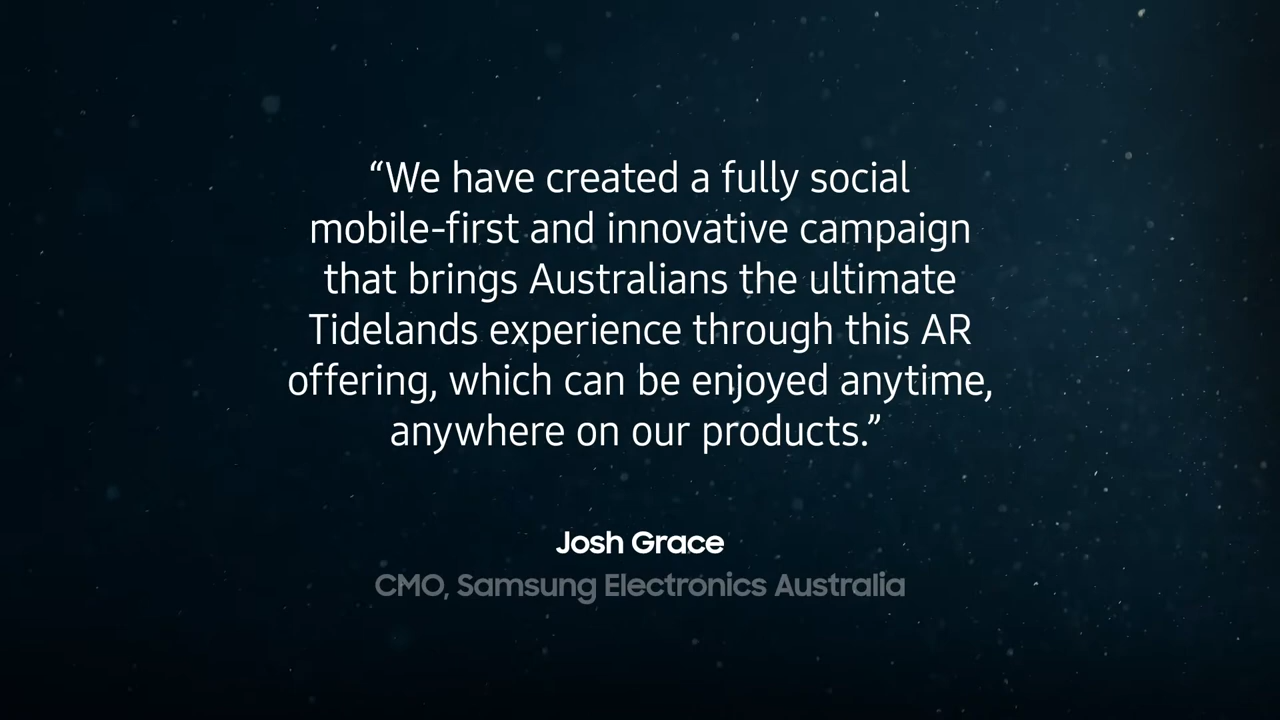 “We have created a fully social
mobile-first and innovative campaign
that brings Australians the ultimate
Tidelands experience through this AR
offering, which can be enjoyed anytime,
anywhere on our products.”
Josh Grace
CMO, Samsung Electronics Australia